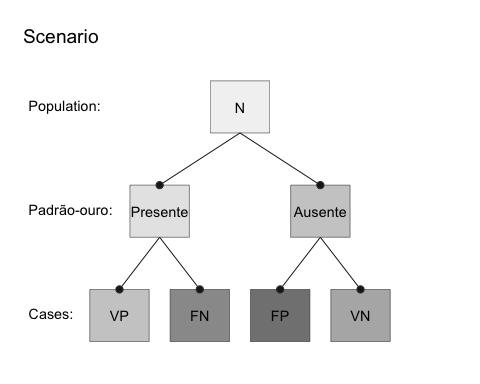 Scenario
Population:
N
Padrão-ouro:
Presente
Ausente
Cases:
VP
FN
FP
VN